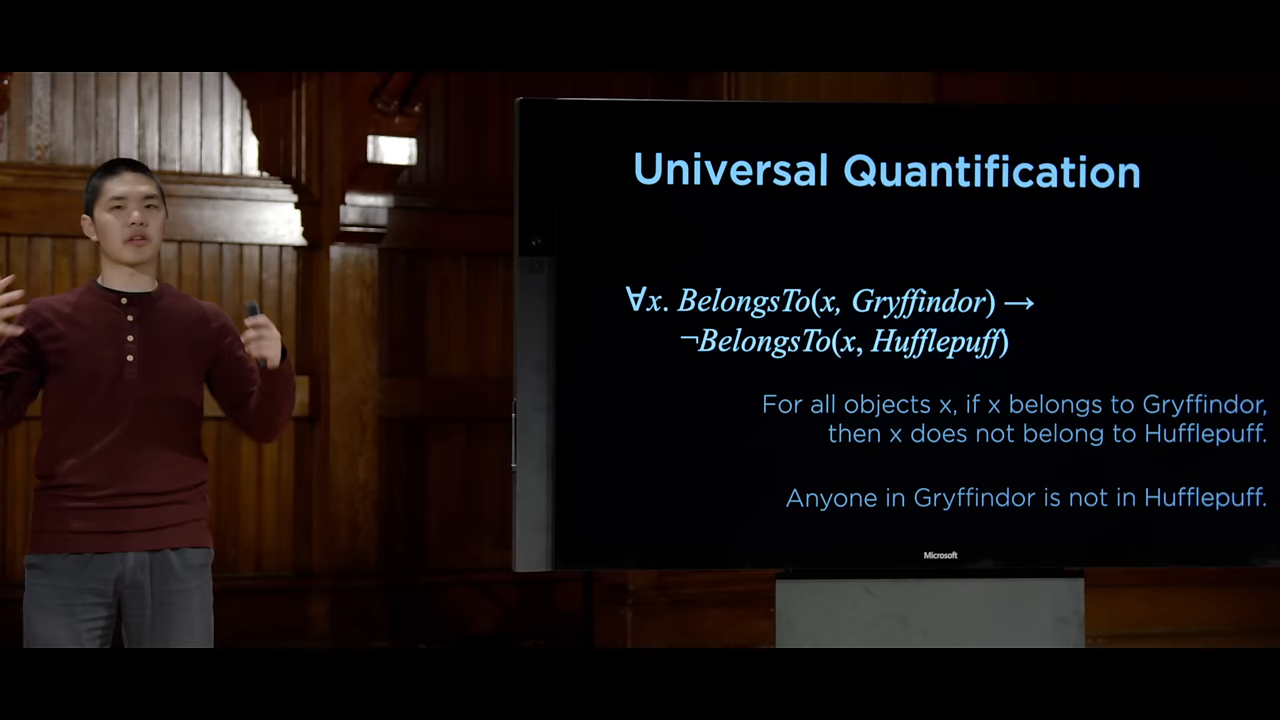 Universal Quantification
∀x. BelongsTo(x, Gryffindor) →
¬BelongsTo(x, Hufflepuff)
For all objects x, if x belongs to Gryffindor,
then x does not belong to Hufflepuff.
Anyone in Gryffindor is not in Hufflepuff.
Microsoft